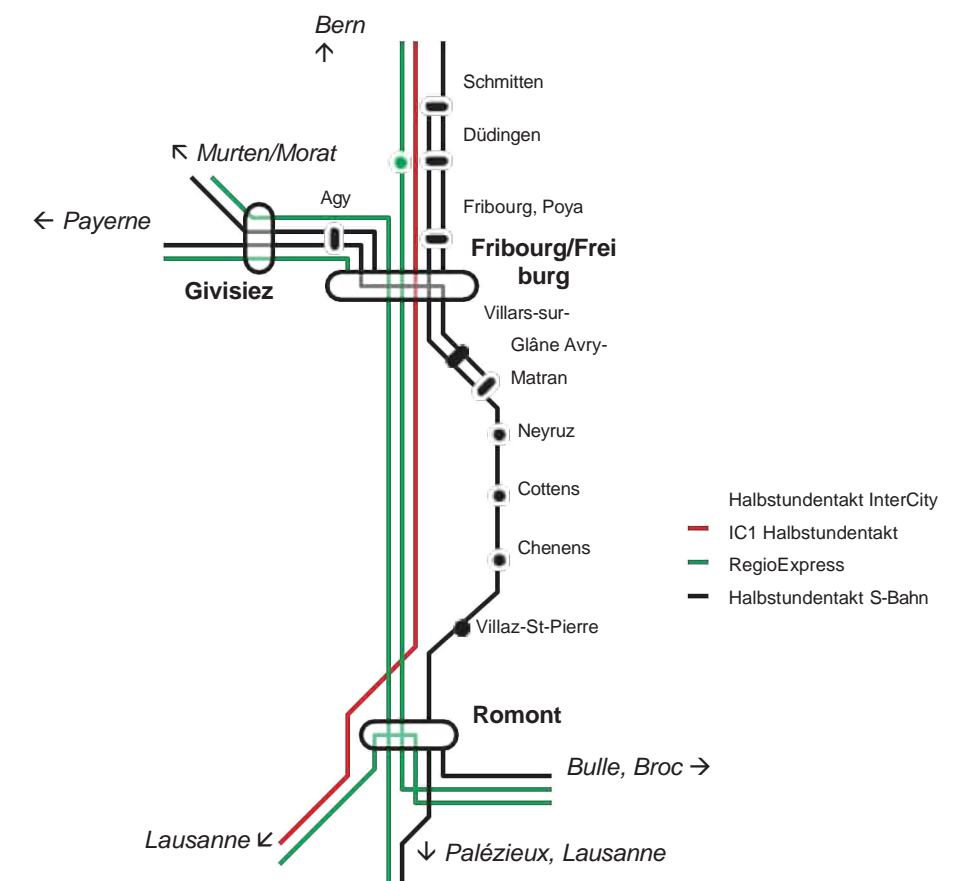 Bern
↑
Schmitten
Düdingen
↖ Murten/Morat
Agy
Fribourg, Poya
← Payerne
Fribourg/Frei
burg
Givisiez
Villars-sur-
Glâne Avry-
Matran
Neyruz
Cottens
Halbstundentakt InterCity
IC1 Halbstundentakt
Chenens
RegioExpress
Halbstundentakt S-Bahn
Villaz-St-Pierre
Romont
Bulle, Broc →
Lausanne ↙
↓ Palézieux, Lausanne